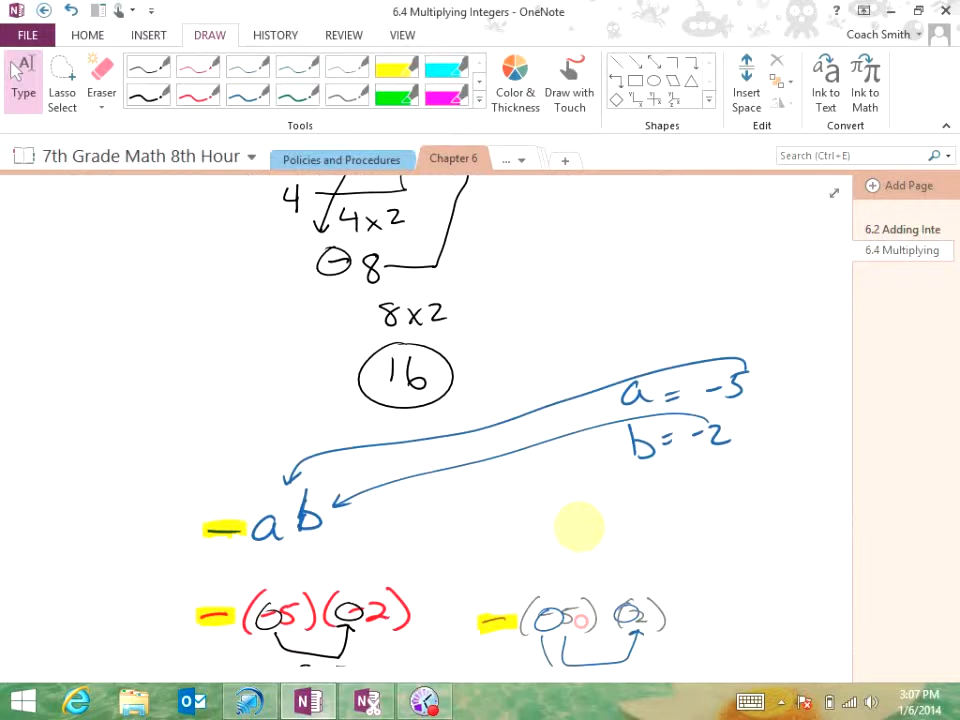 6.4 Multiplying Integers - OneNote
FILE HOME INSERT DRAW HISTORY REVIEW VIEW Coach Smith
Type Lasso Select Eraser Color & Thickness Draw with Touch Insert Space Ink to Text Ink to Math
Tools Shapes Edit Convert
7th Grade Math 8th Hour Policies and Procedures Chapter 6 ... + Search (Ctrl+E)
Add Page
6.2 Adding Inte
6.4 Multiplying
4
4x2
-8
8x2
16
a = -5
b = -2
-ab
-(-5)(-2) -(-5)(-2)
3:07 PM
1/6/2014